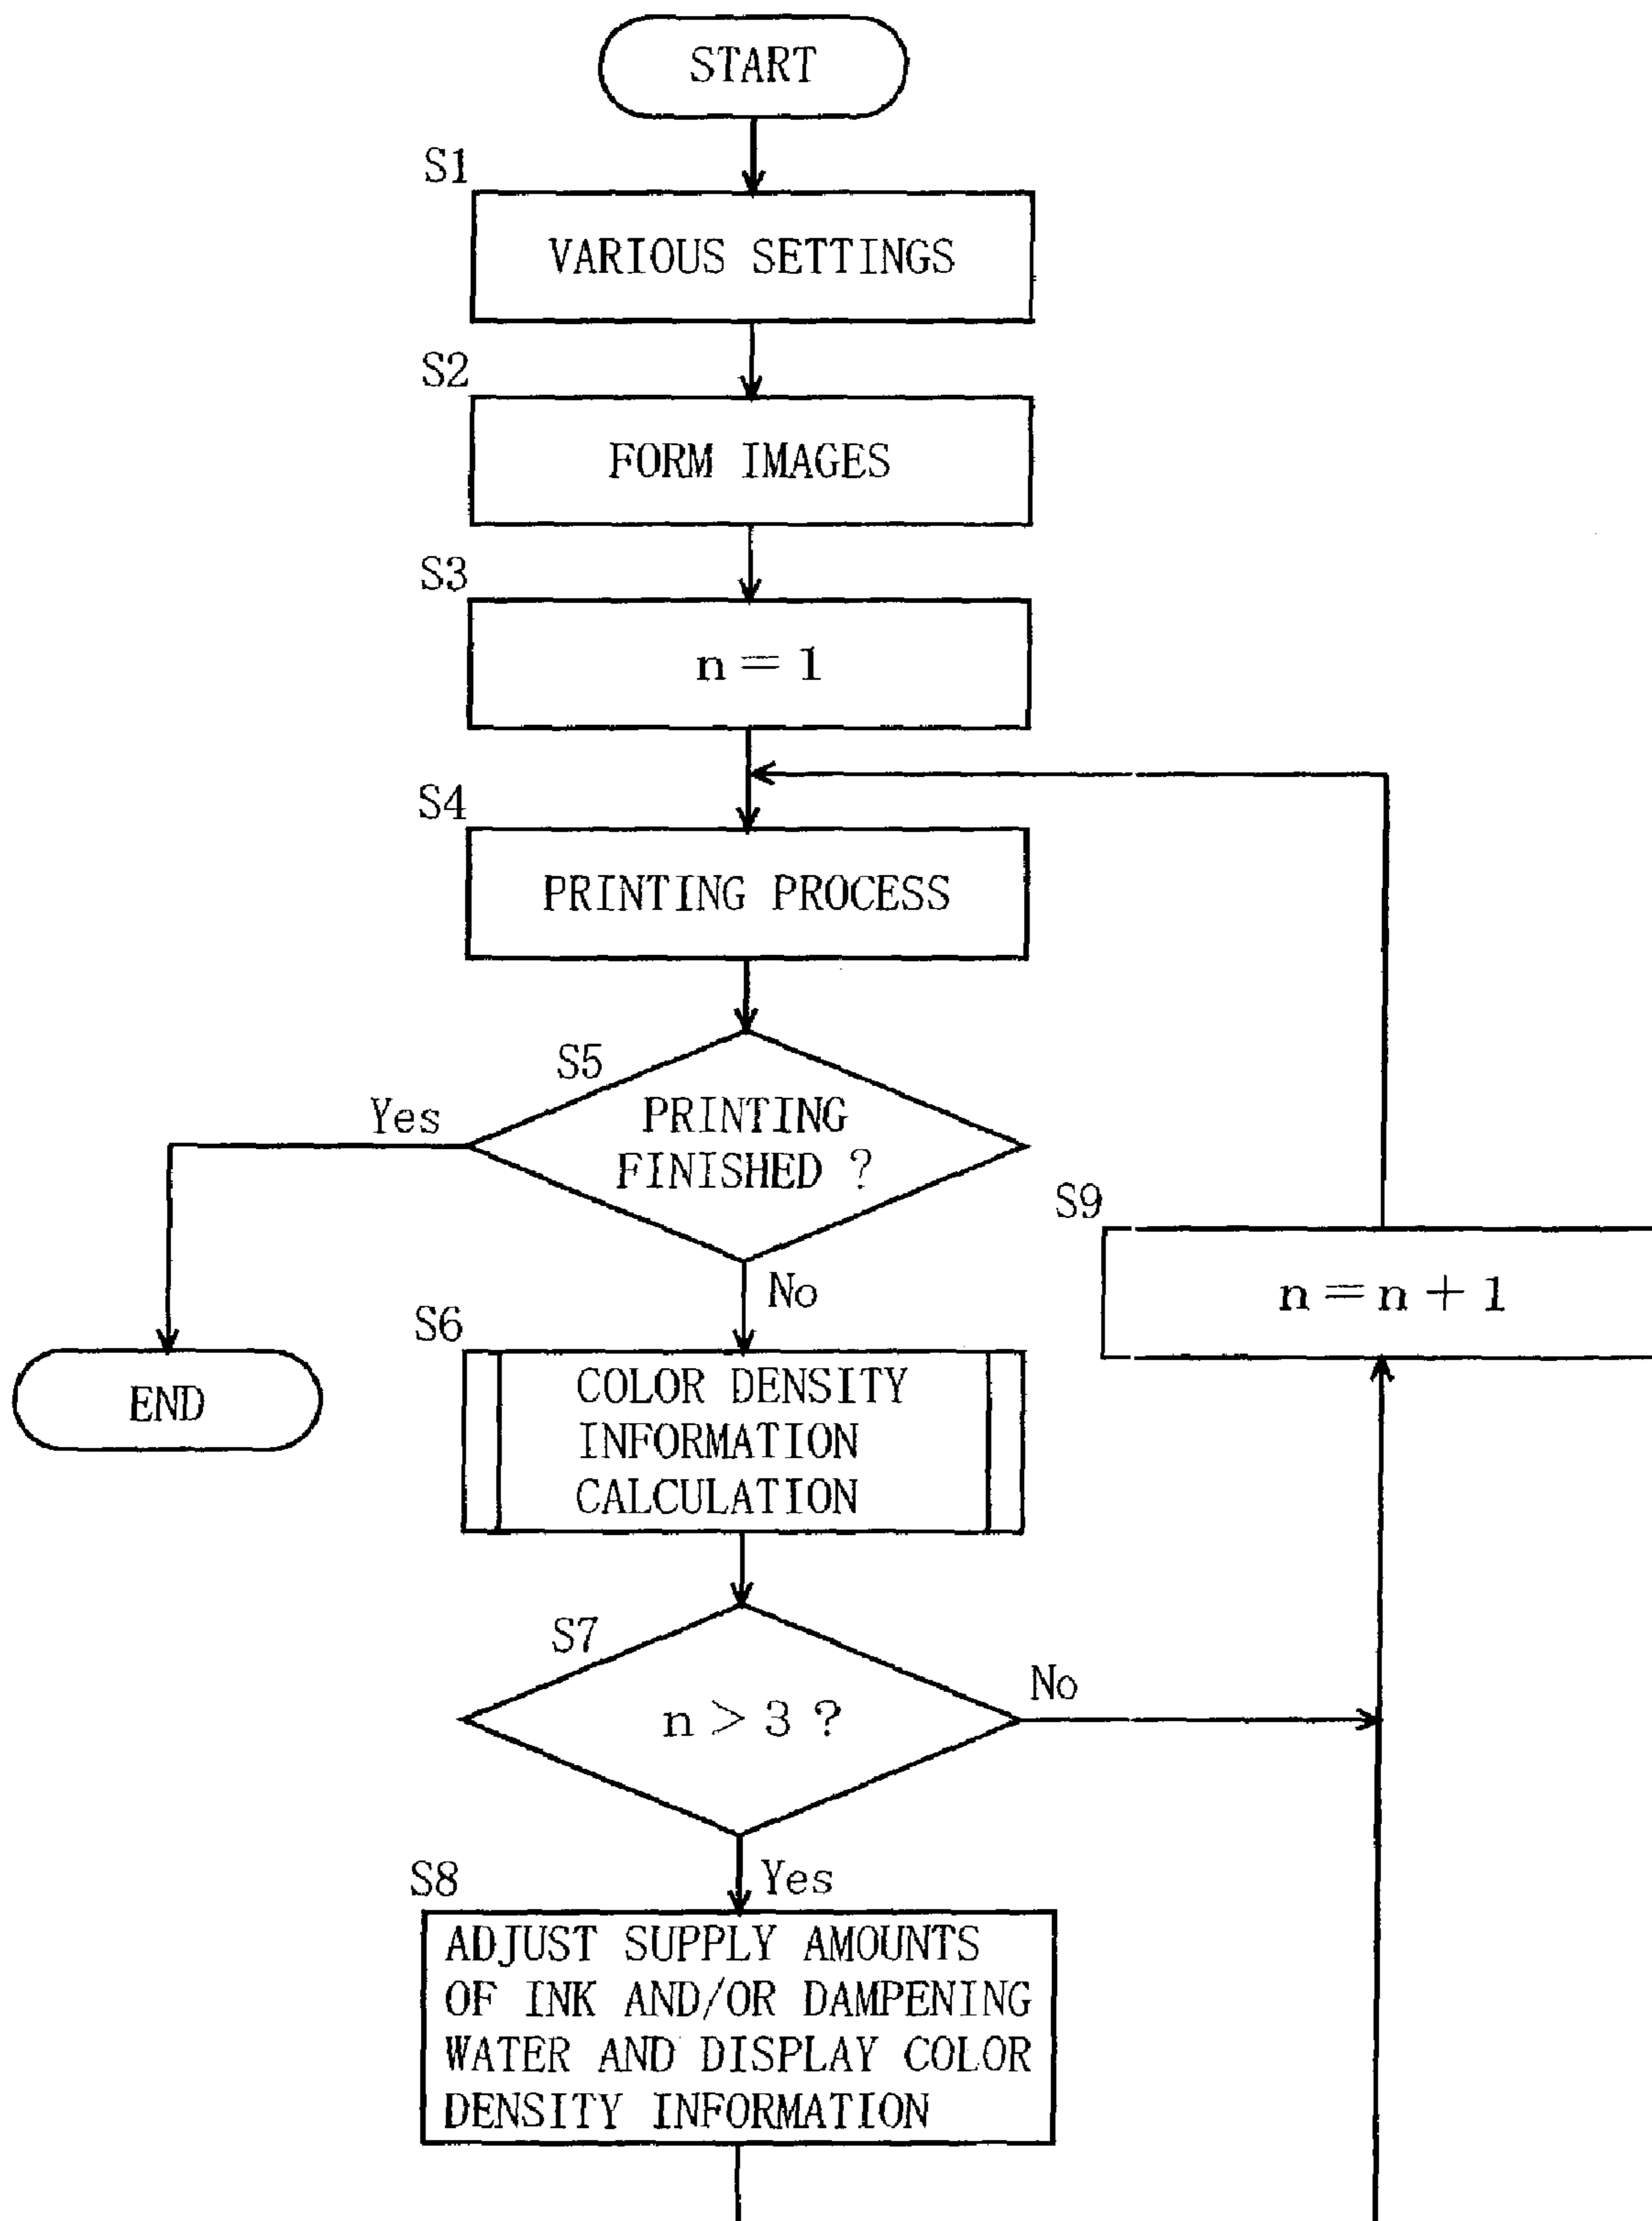 START
S1
VARIOUS SETTINGS
S2
FORM IMAGES
S3
n = 1
S4
PRINTING PROCESS
S5
PRINTING
FINISHED ?
Yes
No
END
S6
COLOR DENSITY
INFORMATION
CALCULATION
S7
n > 3 ?
No
Yes
S8
ADJUST SUPPLY AMOUNTS
OF INK AND/OR DAMPENING
WATER AND DISPLAY COLOR
DENSITY INFORMATION
S9
n = n + 1